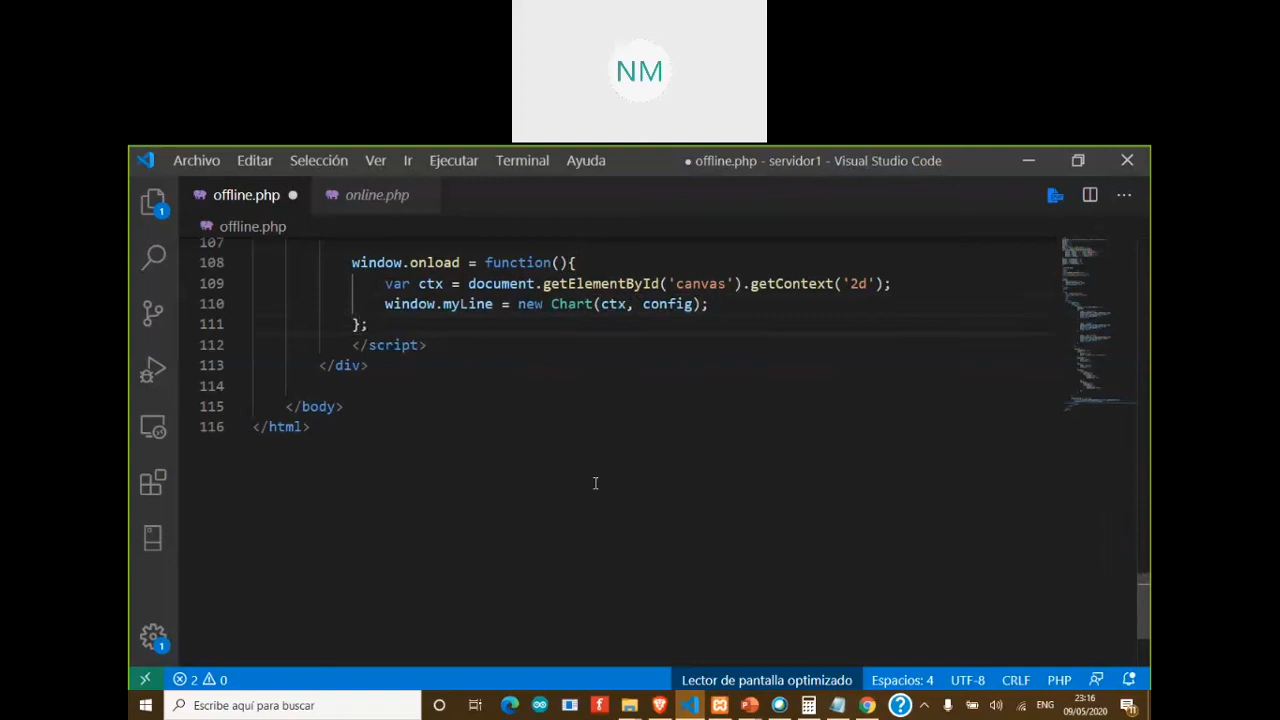 NM
Archivo Editar Selección Ver Ir Ejecutar Terminal Ayuda ● offline.php - servidor1 - Visual Studio Code
offline.php ● online.php
offline.php
107
108 window.onload = function(){
109 var ctx = document.getElementById('canvas').getContext('2d');
110 window.myLine = new Chart(ctx, config);
111 };
112 </script>
113 </div>
114
115 </body>
116 </html>
1
1
2 0 Lector de pantalla optimizado Espacios: 4 UTF-8 CRLF PHP
Escribe aquí para buscar ENG 23:16
09/05/2020